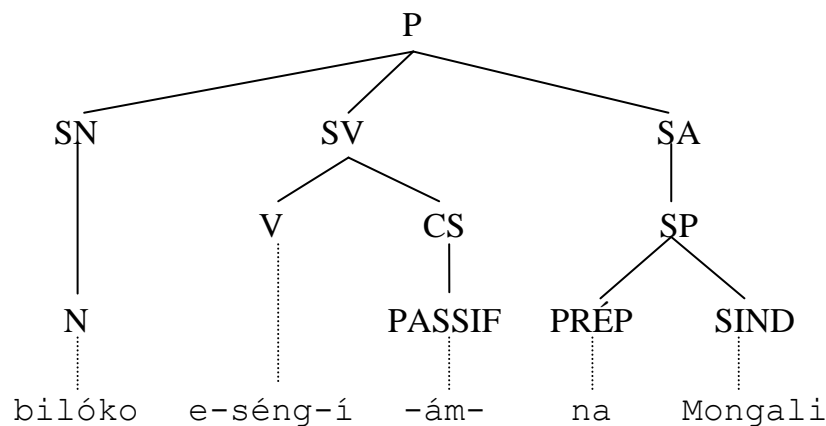 P
SN SV SA
V CS SP
N PASSIF PRÉP SIND
bilóko e-séng-í -ám- na Mongali